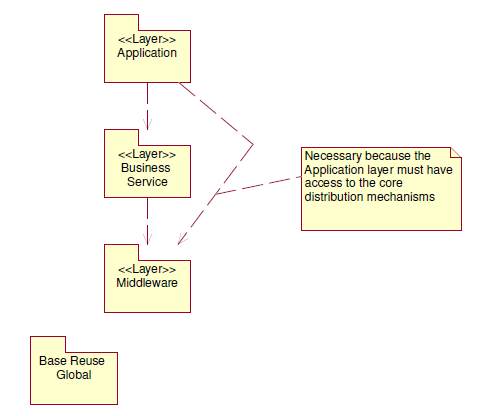 <<Layer>>
Application
<<Layer>>
Business
Service
Necessary because the
Application layer must have
access to the core
distribution mechanisms
<<Layer>>
Middleware
Base Reuse
Global